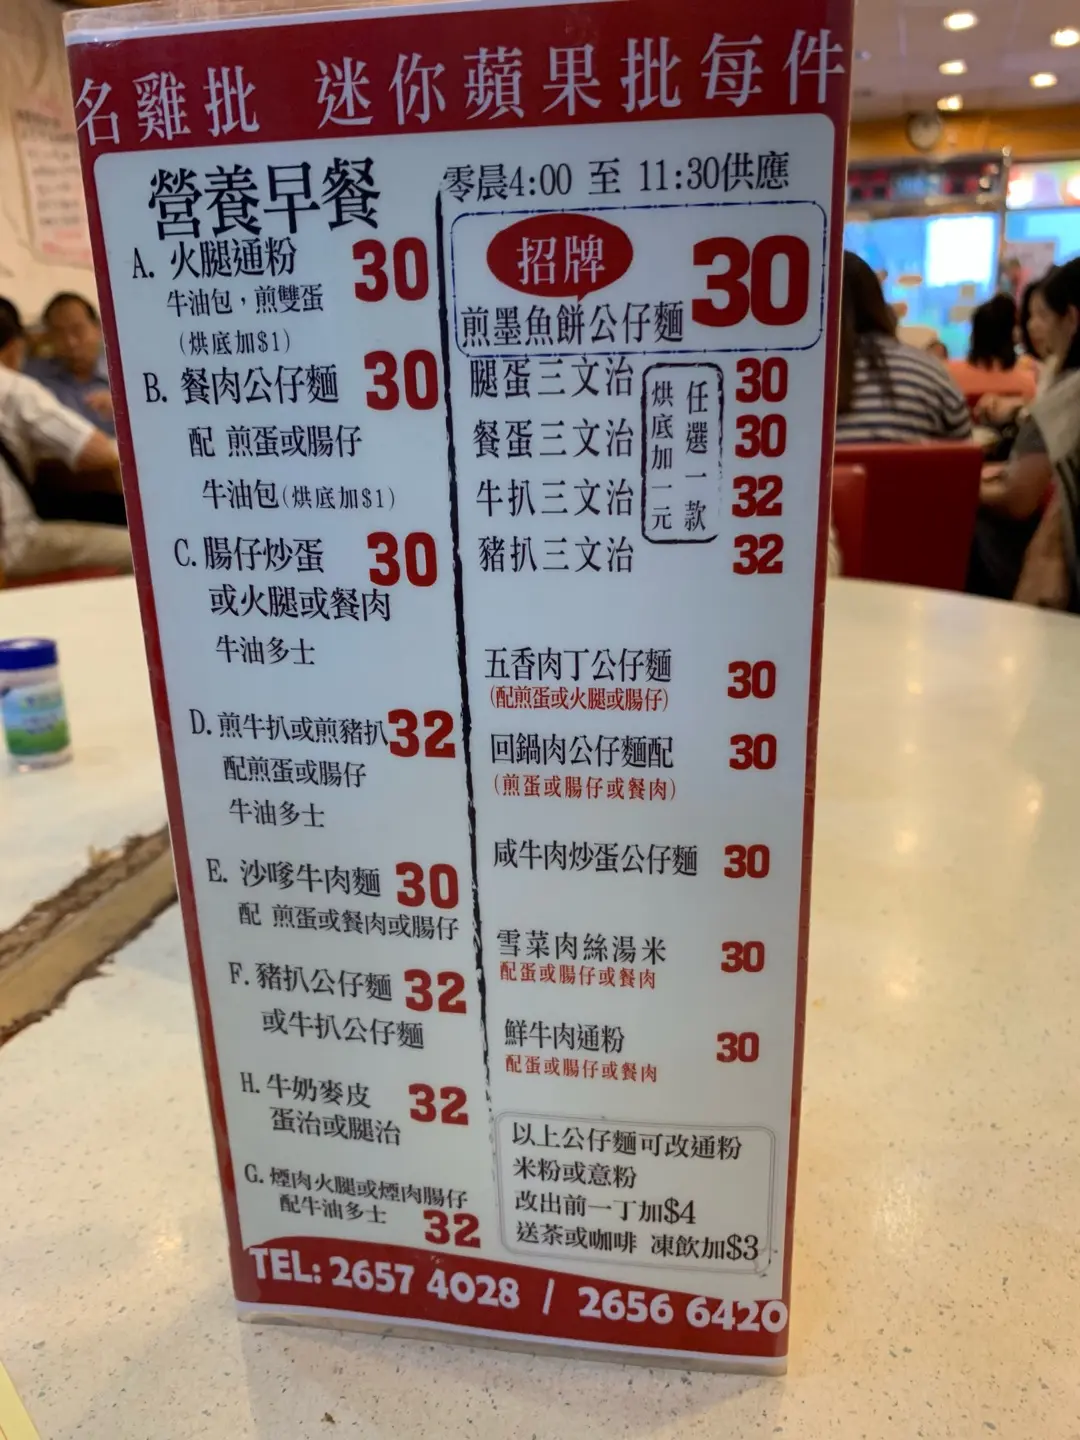 名雞批 迷你蘋果批每件
營養早餐
A. 火腿通粉 30
牛油包，煎雙蛋
(烘底加$1)
B. 餐肉公仔麵 30
配 煎蛋或腸仔
牛油包(烘底加$1)
C. 腸仔炒蛋 30
或火腿或餐肉
牛油多士
D. 煎牛扒或煎豬扒 32
配煎蛋或腸仔
牛油多士
E. 沙嗲牛肉麵 30
配 煎蛋或餐肉或腸仔
F. 豬扒公仔麵 32
或牛扒公仔麵
H. 牛奶麥皮 32
蛋治或腿治
G. 煙肉火腿或煙肉腸仔
配牛油多士 32
零晨4:00 至 11:30供應
招牌 30
煎墨魚餅公仔麵
腿蛋三文治 30
餐蛋三文治 30
牛扒三文治 32
豬扒三文治 32
任選一款
烘底加一元
五香肉丁公仔麵 30
(配煎蛋或火腿或腸仔)
回鍋肉公仔麵配 30
(煎蛋或腸仔或餐肉)
咸牛肉炒蛋公仔麵 30
雪菜肉絲湯米 30
配蛋或腸仔或餐肉
鮮牛肉通粉 30
配蛋或腸仔或餐肉
以上公仔麵可改通粉
米粉或意粉
改出前一丁加$4
送茶或咖啡 凍飲加$3
TEL: 2657 4028 / 2656 6420